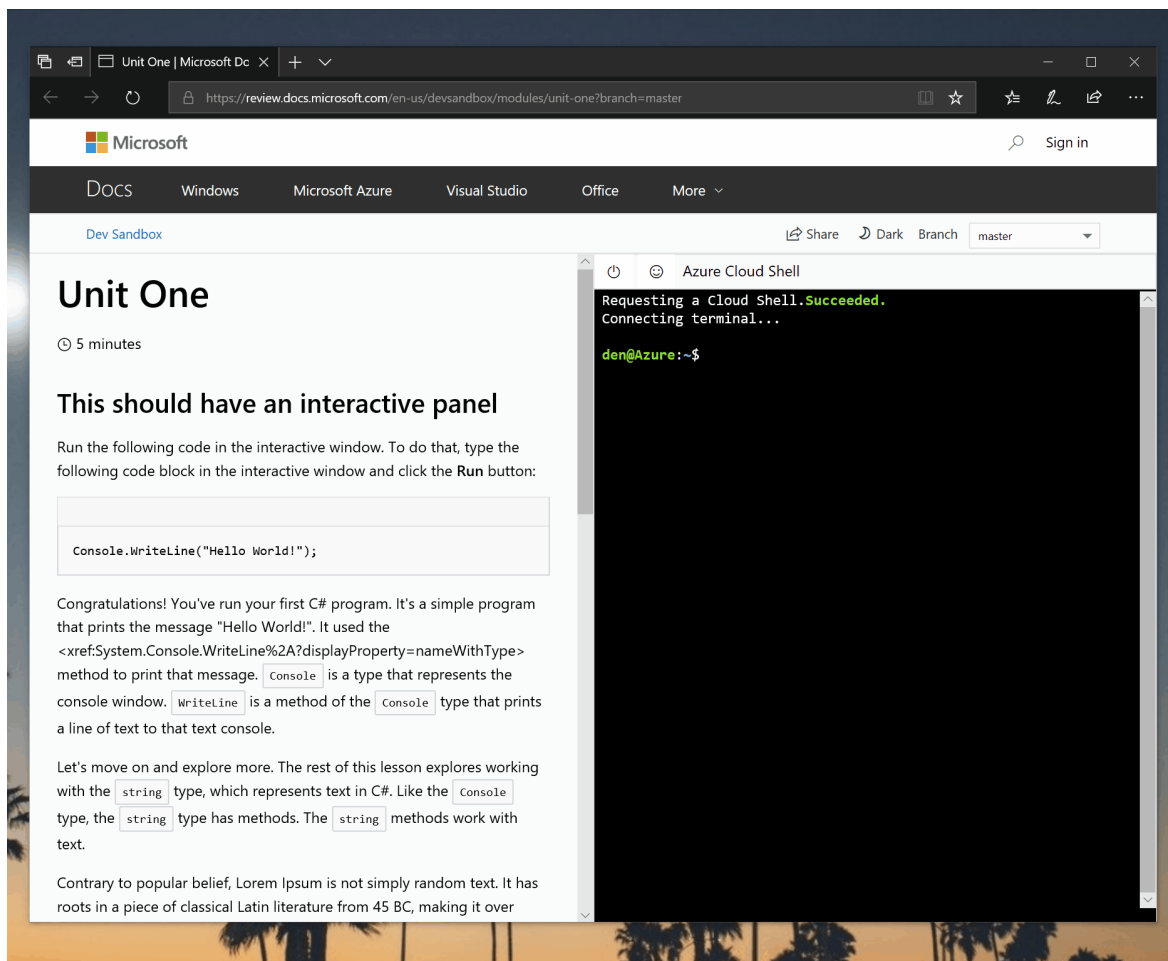 Unit One | Microsoft Dc
https://review.docs.microsoft.com/en-us/devsandbox/modules/unit-one?branch=master
Microsoft
Sign in
DOCS Windows Microsoft Azure Visual Studio Office More
Dev Sandbox
Share Dark Branch master
Unit One
5 minutes
This should have an interactive panel
Run the following code in the interactive window. To do that, type the
following code block in the interactive window and click the Run button:
Console.WriteLine("Hello World!");
Congratulations! You've run your first C# program. It's a simple program
that prints the message "Hello World!". It used the
<xref:System.Console.WriteLine%2A?displayProperty=nameWithType>
method to print that message. Console is a type that represents the
console window. WriteLine is a method of the Console type that prints
a line of text to that text console.
Let's move on and explore more. The rest of this lesson explores working
with the string type, which represents text in C#. Like the Console
type, the string type has methods. The string methods work with
text.
Contrary to popular belief, Lorem Ipsum is not simply random text. It has
roots in a piece of classical Latin literature from 45 BC, making it over
Azure Cloud Shell
Requesting a Cloud Shell.Succeeded.
Connecting terminal...
den@Azure:~$